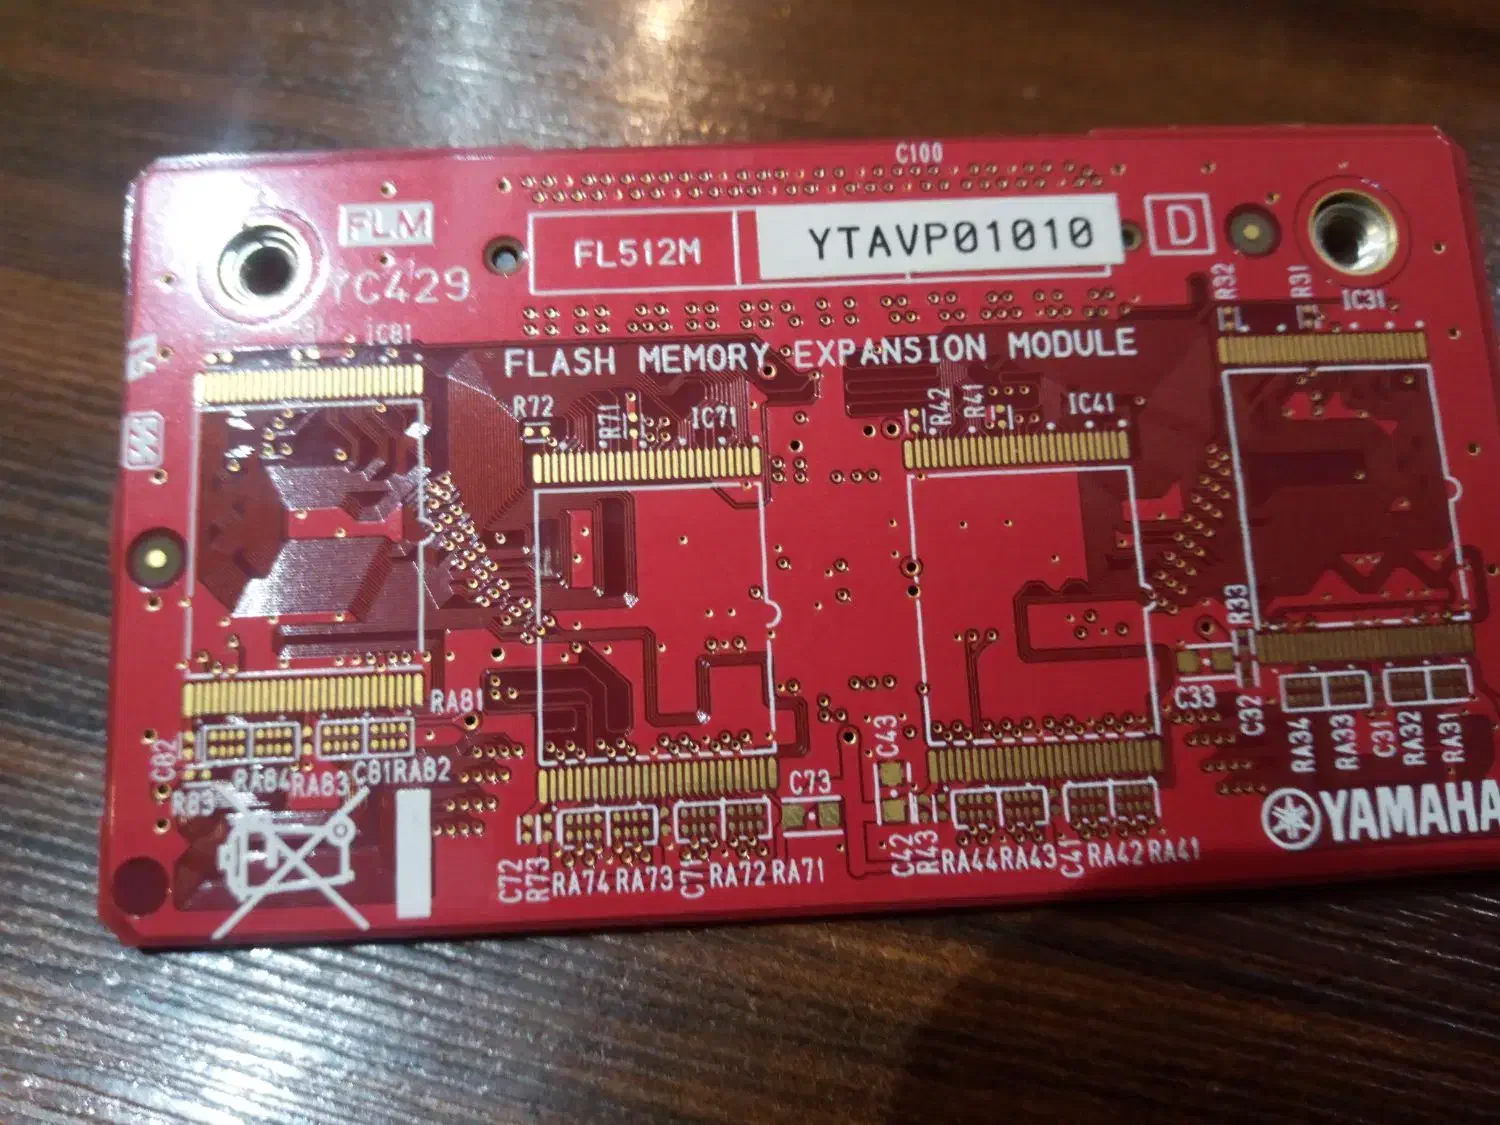 C100
FLM
FL512M
YTAVP01010
D
YC429
R32
R31
IC31
IC81
FLASH MEMORY EXPANSION MODULE
R72
R71
IC71
R42
R41
IC41
R33
RA81
C33
C32
C82
RA84
RA83
C81
RA82
R83
C73
C43
RA34
RA33
C31
RA32
RA31
C72
R73
RA74
RA73
C71
RA72
RA71
C42
R43
RA44
RA43
C41
RA42
RA41
YAMAHA